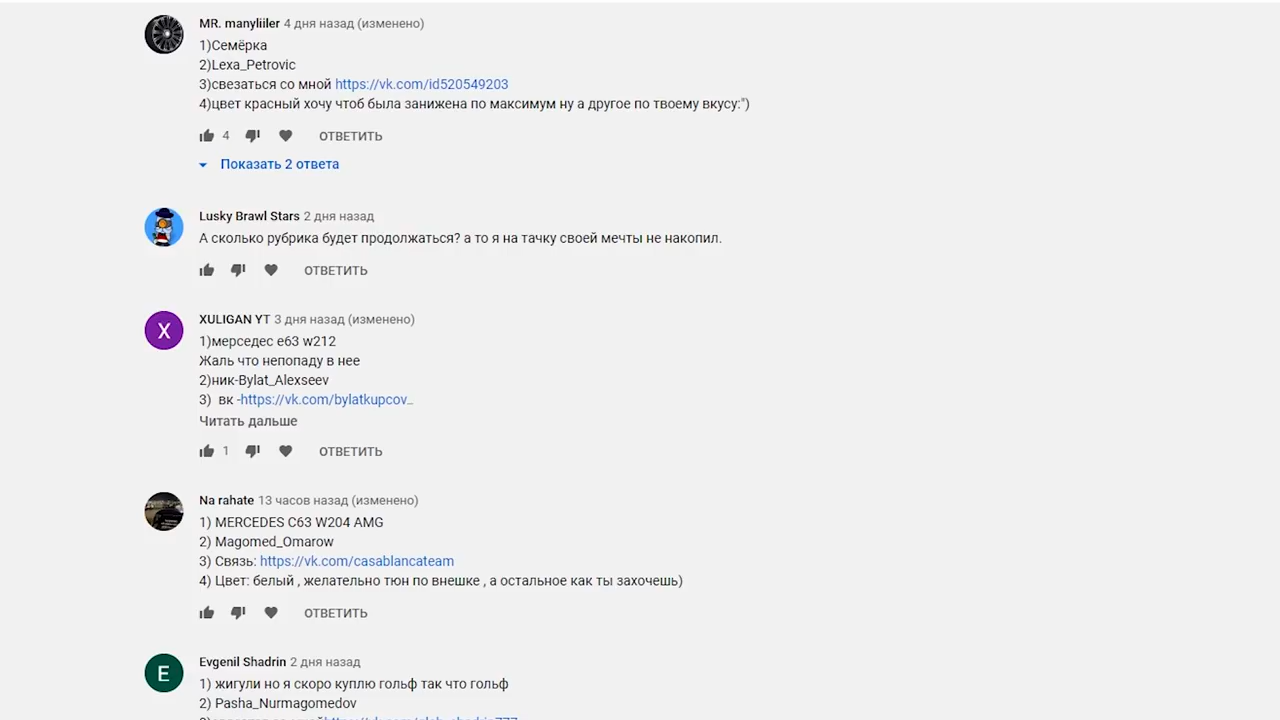 MR. manyliiler 4 дня назад (изменено)
1)Семёрка
2)Lexa_Petrovic
3)свезаться со мной https://vk.com/id520549203
4)цвет красный хочу чтоб была занижена по максимум ну а другое по твоему вкусу:")
4 ОТВЕТИТЬ
Показать 2 ответа
Lusky Brawl Stars 2 дня назад
А сколько рубрика будет продолжаться? а то я на тачку своей мечты не накопил.
ОТВЕТИТЬ
X
XULIGAN YT 3 дня назад (изменено)
1)мерседес е63 w212
Жаль что непопаду в нее
2)ник-Bylat_Alexseev
3) вк -https://vk.com/bylatkupcov...
Читать дальше
1 ОТВЕТИТЬ
Na rahate 13 часов назад (изменено)
1) MERCEDES C63 W204 AMG
2) Magomed_Omarow
3) Связь: https://vk.com/casablancateam
4) Цвет: белый , желательно тюн по внешке , а остальное как ты захочешь)
ОТВЕТИТЬ
E
Evgenil Shadrin 2 дня назад
1) жигули но я скоро куплю гольф так что гольф
2) Pasha_Nurmagomedov